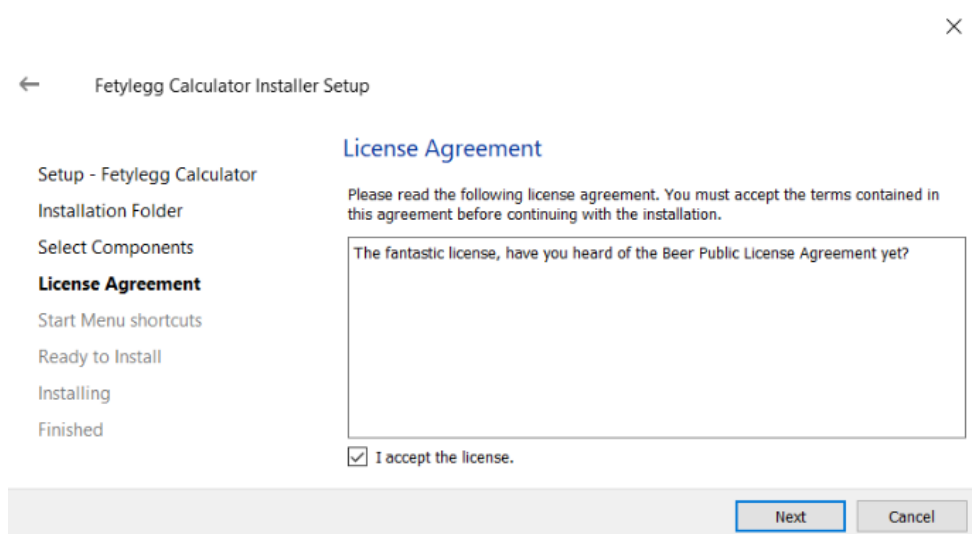 Fetylegg Calculator Installer Setup
Setup - Fetylegg Calculator
Installation Folder
Select Components
License Agreement
Start Menu shortcuts
Ready to Install
Installing
Finished
License Agreement
Please read the following license agreement. You must accept the terms contained in
this agreement before continuing with the installation.
The fantastic license, have you heard of the Beer Public License Agreement yet?
I accept the license.
Next
Cancel